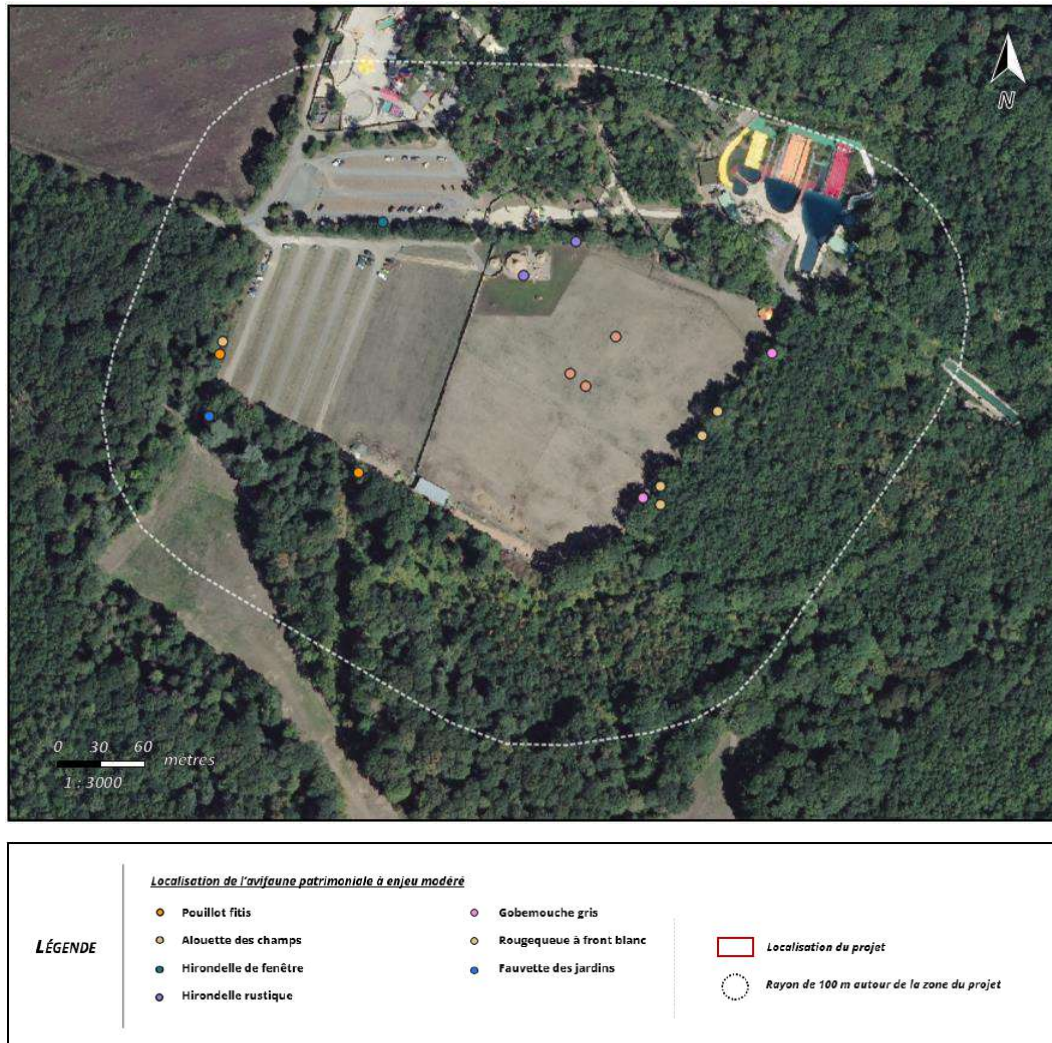 N
0 30 60
mètres
1 : 3000
LÉGENDE
Localisation de l'avifaune patrimoniale à enjeu modéré
Pouillot fitis
Alouette des champs
Hirondelle de fenêtre
Hirondelle rustique
Gobemouche gris
Rougequeue à front blanc
Fauvette des jardins
Localisation du projet
Rayon de 100 m autour de la zone du projet